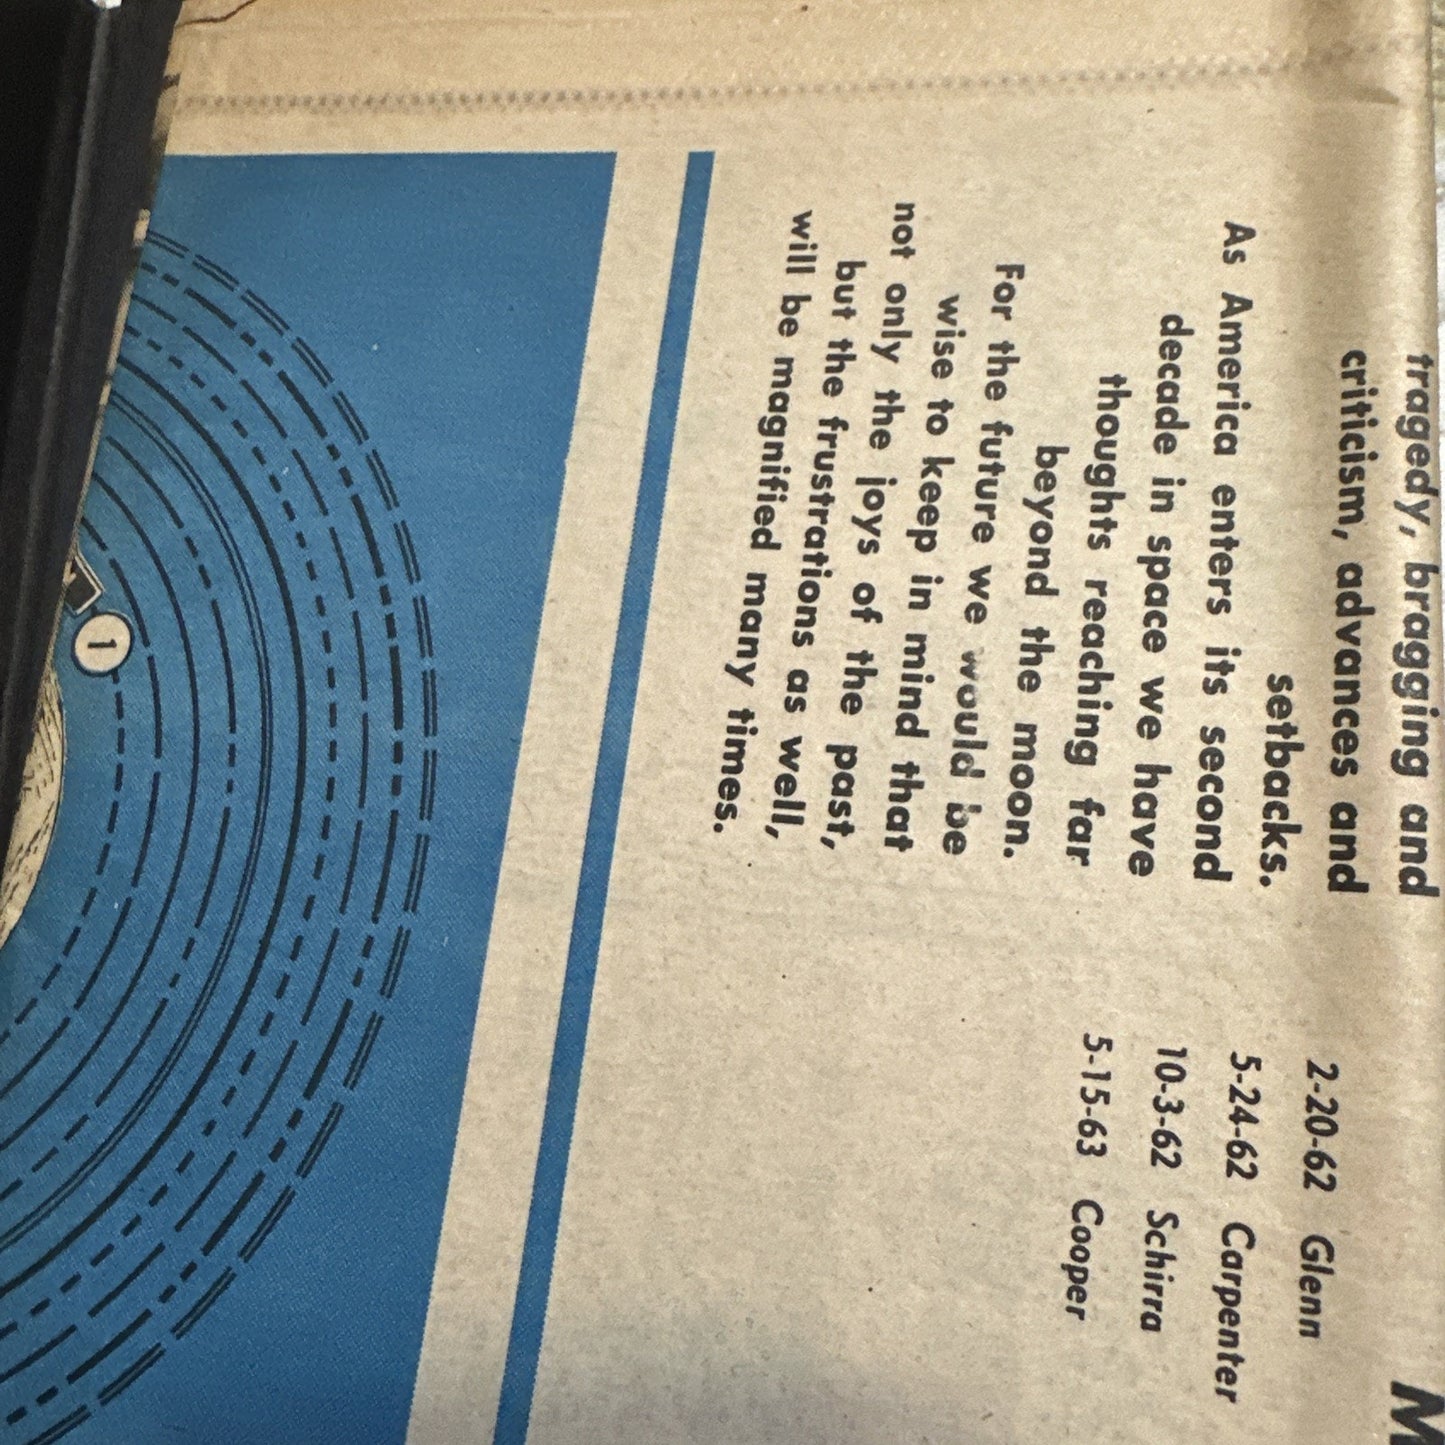 tragedy, bragging and
criticism, advances and
setbacks.
As America enters its second
decade in space we have
thoughts reaching far
beyond the moon.
For the future we would be
wise to keep in mind that
not only the joys of the past,
but the frustrations as well,
will be magnified many times.
M
2-20-62 Glenn
5-24-62 Carpenter
10-3-62 Schirra
5-15-63 Cooper
1